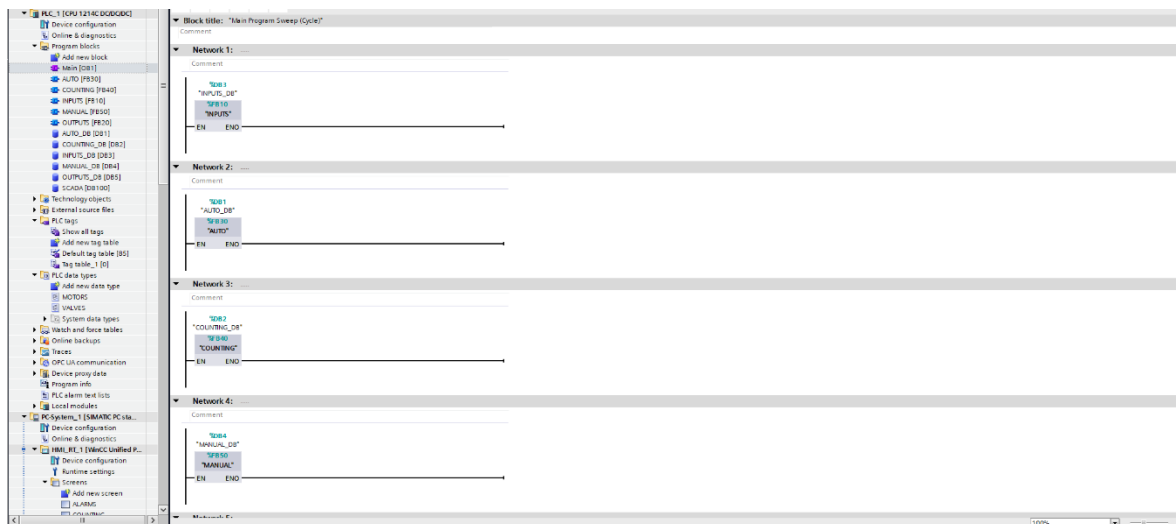 PLC_1 [CPU 1214C DC/DC/DC]
Device configuration
Online & diagnostics
Program blocks
Add new block
Main [OB1]
AUTO [FB30]
COUNTING [FB40]
INPUTS [FB10]
MANUAL [FB50]
OUTPUTS [FB20]
AUTO_DB [DB1]
COUNTING_DB [DB2]
INPUTS_DB [DB3]
MANUAL_DB [DB4]
OUTPUTS_DB [DB5]
SCADA [DB100]
Technology objects
External source files
PLC tags
Show all tags
Add new tag table
Default tag table [85]
Tag table_1 [0]
PLC data types
Add new data type
MOTORS
VALVES
System data types
Watch and force tables
Online backups
Traces
OPC UA communication
Device proxy data
Program info
PLC alarm text lists
Local modules
PC-System_1 [SIMATIC PC sta...
Device configuration
Online & diagnostics
HMI_RT_1 [WinCC Unified P...
Device configuration
Runtime settings
Screens
Add new screen
ALARMS
COUNTING
Block title: "Main Program Sweep (Cycle)"
Comment
Network 1: .....
Comment
%DB3
"INPUTS_DB"
%FB10
"INPUTS"
EN ENO
Network 2: .....
Comment
%DB1
"AUTO_DB"
%FB30
"AUTO"
EN ENO
Network 3: .....
Comment
%DB2
"COUNTING_DB"
%FB40
"COUNTING"
EN ENO
Network 4: .....
Comment
%DB4
"MANUAL_DB"
%FB50
"MANUAL"
EN ENO
Network 5:
100%